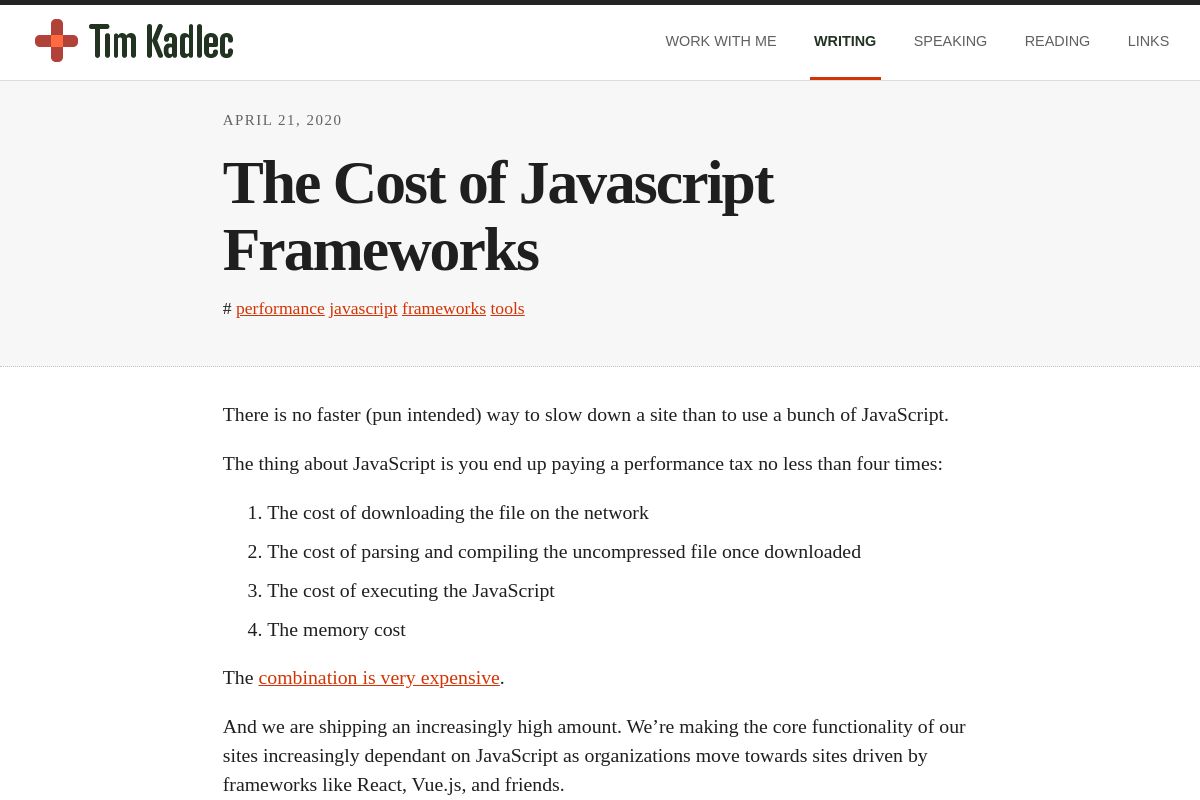 Tim Kadlec
WORK WITH ME
WRITING
SPEAKING
READING
LINKS
APRIL 21, 2020
The Cost of Javascript
Frameworks
# performance javascript frameworks tools
There is no faster (pun intended) way to slow down a site than to use a bunch of JavaScript.
The thing about JavaScript is you end up paying a performance tax no less than four times:
1. The cost of downloading the file on the network
2. The cost of parsing and compiling the uncompressed file once downloaded
3. The cost of executing the JavaScript
4. The memory cost
The combination is very expensive.
And we are shipping an increasingly high amount. We’re making the core functionality of our
sites increasingly dependant on JavaScript as organizations move towards sites driven by
frameworks like React, Vue.js, and friends.